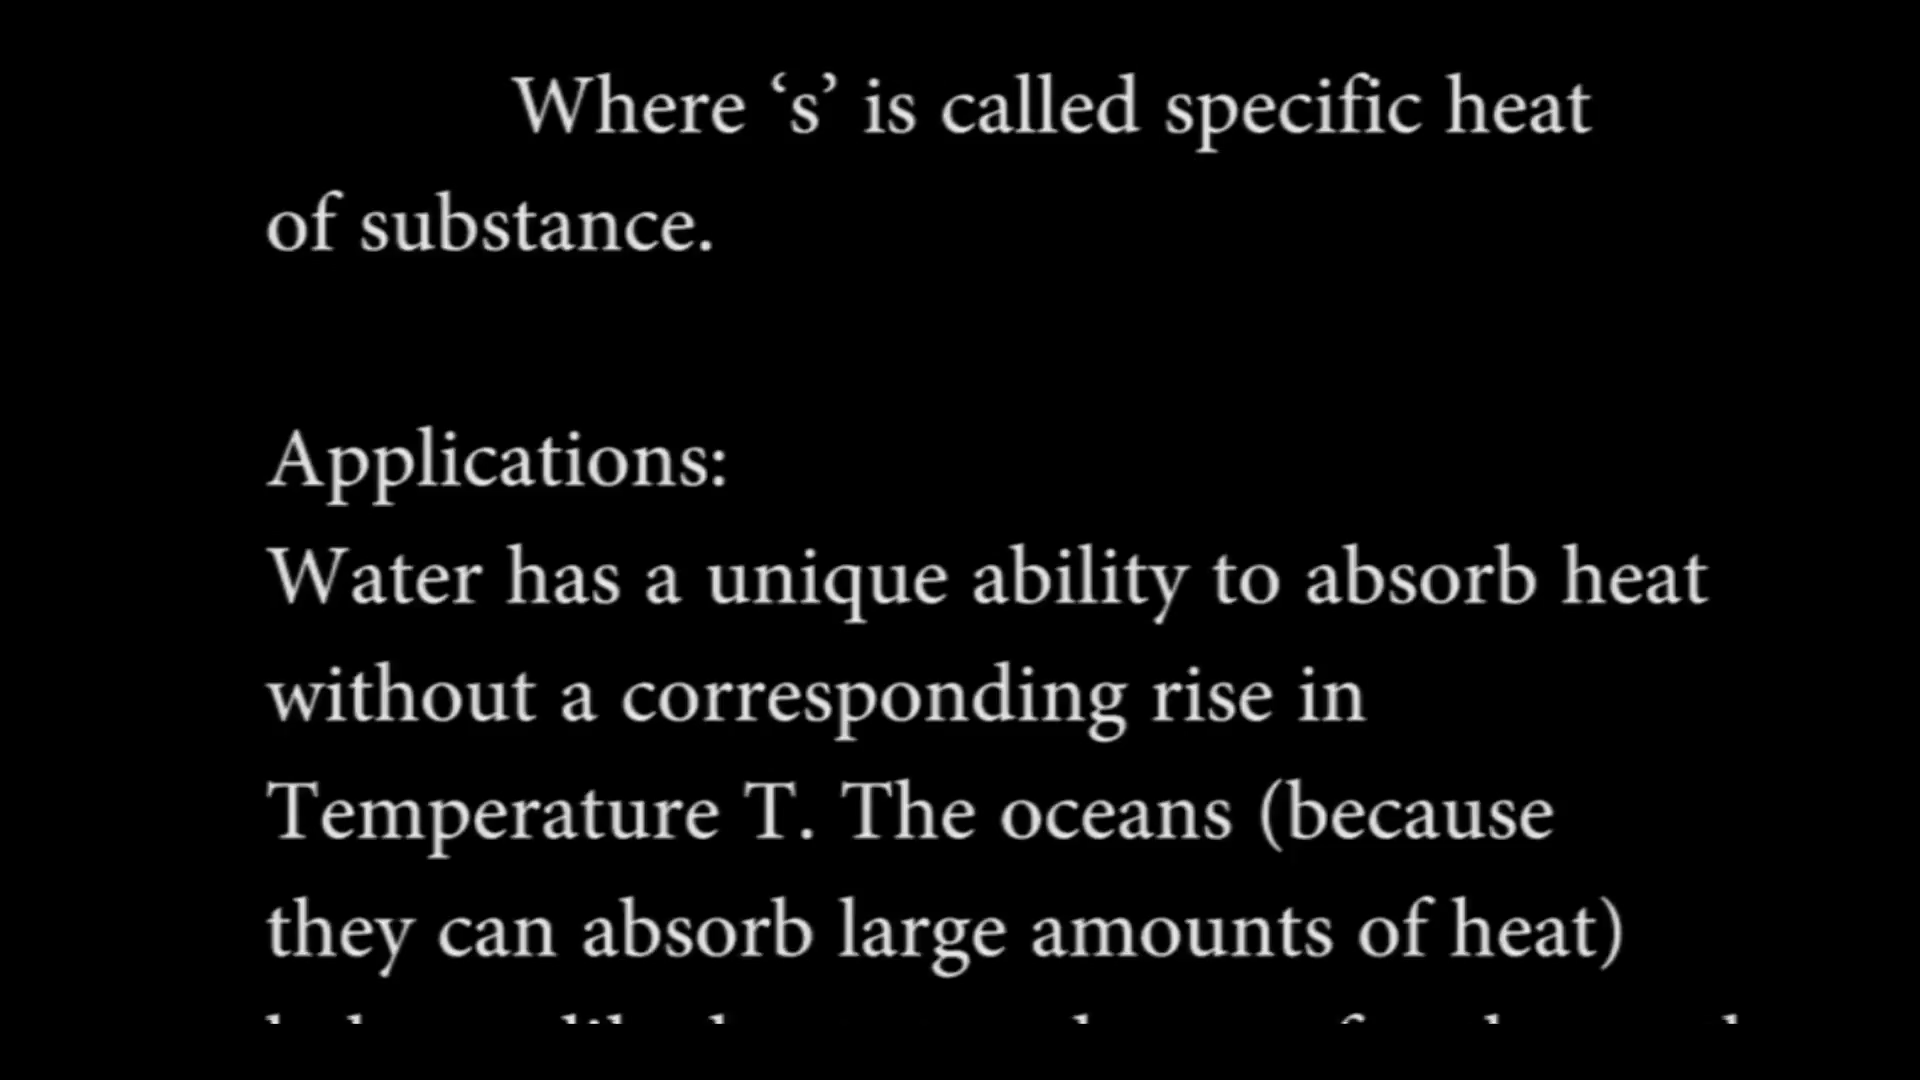 Where ‘s’ is called specific heat
of substance.
Applications:
Water has a unique ability to absorb heat
without a corresponding rise in
Temperature T. The oceans (because
they can absorb large amounts of heat)